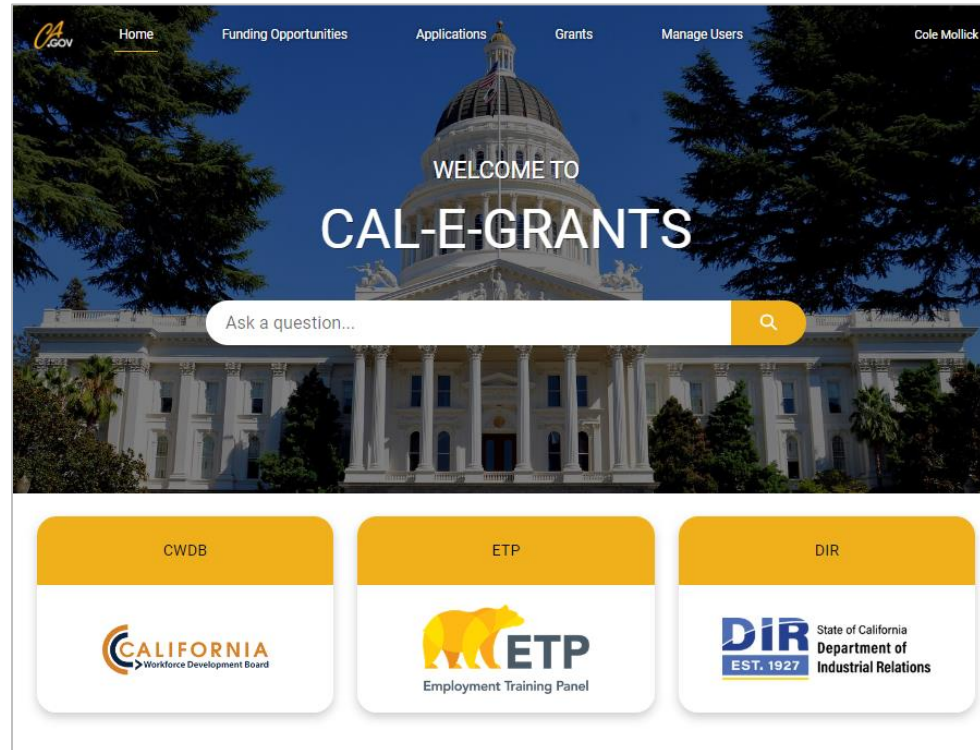 CA.GOV
Home
Funding Opportunities
Applications
Grants
Manage Users
Cole Mollick
WELCOME TO
CAL-E-GRANTS
Ask a question...
CWDB
ETP
DIR
CALIFORNIA
Workforce Development Board
ETP
Employment Training Panel
DIR
EST. 1927
State of California
Department of
Industrial Relations